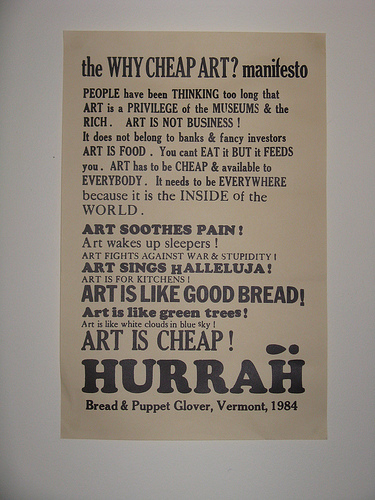 the WHY CHEAP ART? manifesto
PEOPLE have been THINKING too long that
ART is a PRIVILEGE of the MUSEUMS & the
RICH . ART IS NOT BUSINESS !
It does not belong to banks & fancy investors
ART IS FOOD . You cant EAT it BUT it FEEDS
you . ART has to be CHEAP & available to
EVERYBODY . It needs to be EVERYWHERE
because it is the INSIDE of the
WORLD .
ART SOOTHES PAIN !
Art wakes up sleepers !
ART FIGHTS AGAINST WAR & STUPIDITY !
ART SINGS HALLELUJA !
ART IS FOR KITCHENS !
ART IS LIKE GOOD BREAD!
Art is like green trees !
Art is like white clouds in blue sky !
ART IS CHEAP !
HURRAH
Bread & Puppet Glover, Vermont, 1984